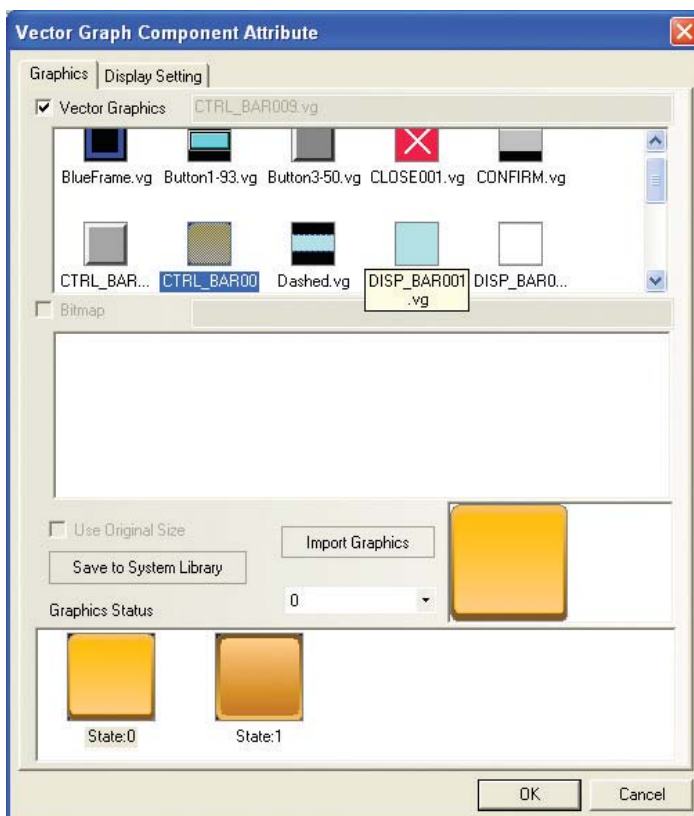 Vector Graph Component Attribute
Graphics Display Setting
Vector Graphics CTRL_BAR009.vg
BlueFrame.vg Button1-93.vg Button3-50.vg CLOSE001.vg CONFIRM.vg
CTRL_BAR... CTRL_BAR00 Dashed.vg DISP_BAR001 DISP_BAR0...
.vg
Bitmap
Use Original Size
Import Graphics
Save to System Library
0
Graphics Status
State:0 State:1
OK Cancel